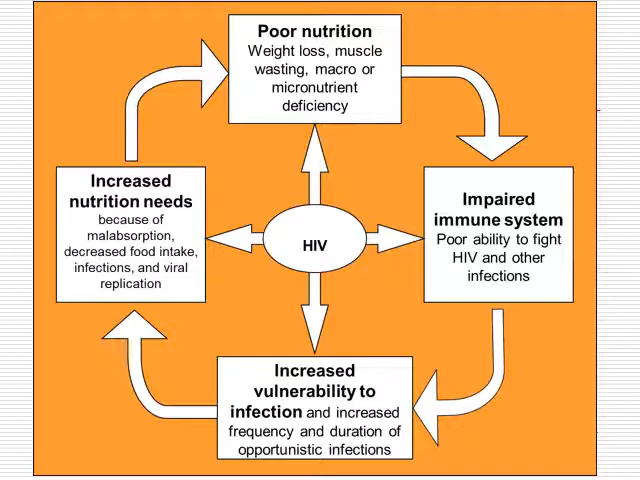 Poor nutrition
Weight loss, muscle
wasting, macro or
micronutrient
deficiency
Increased
nutrition needs
because of
malabsorption,
decreased food intake,
infections, and viral
replication
HIV
Impaired
immune system
Poor ability to fight
HIV and other
infections
Increased
vulnerability to
infection and increased
frequency and duration of
opportunistic infections